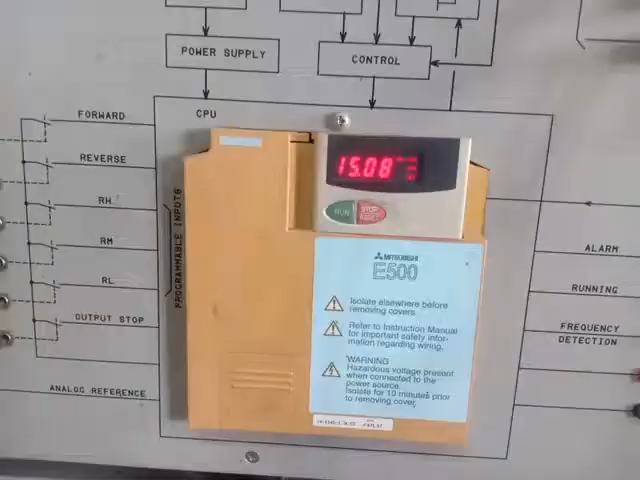 POWER SUPPLY
CONTROL
CPU
FORWARD
REVERSE
RH
RM
RL
OUTPUT STOP
ANALOG REFERENCE
PROGRAMMABLE INPUTS
15.08
RUN
STOP
RESET
MITSUBISHI
E500
Isolate elsewhere before
removing covers.
Refer to Instruction Manual
for important safety infor-
mation regarding wiring.
WARNING
Hazardous voltage present
when connected to the
power source.
Isolate for 10 minutes prior
to removing cover.
ALARM
RUNNING
FREQUENCY
DETECTION